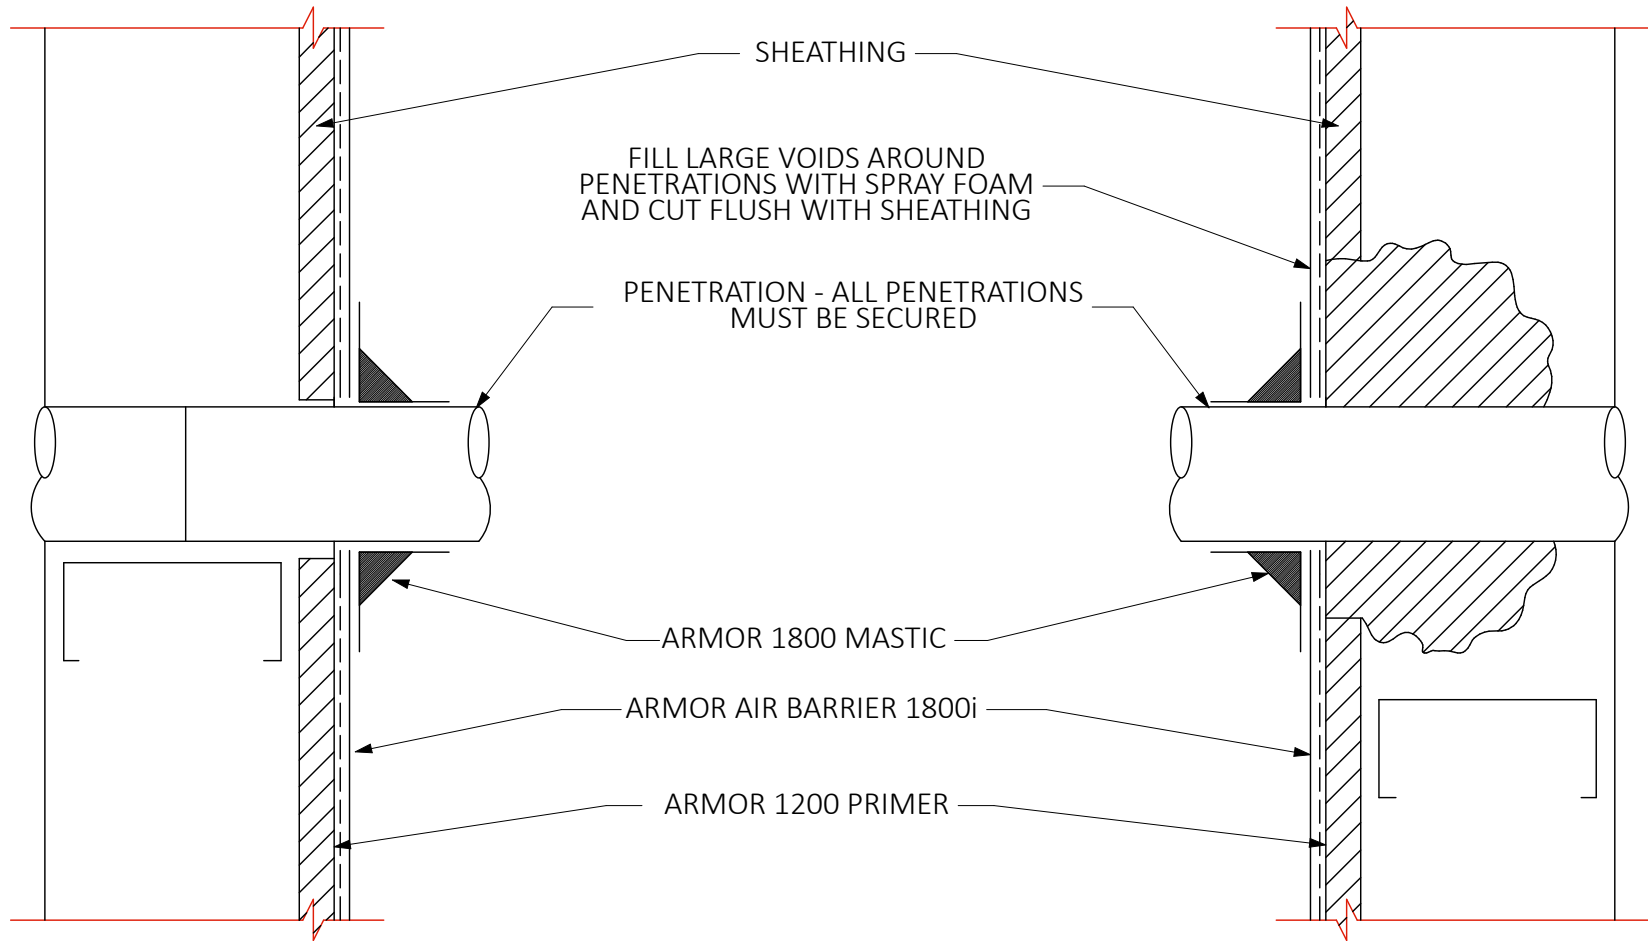 SHEATHING
FILL LARGE VOIDS AROUND
PENETRATIONS WITH SPRAY FOAM
AND CUT FLUSH WITH SHEATHING
PENETRATION - ALL PENETRATIONS
MUST BE SECURED
ARMOR 1800 MASTIC
ARMOR AIR BARRIER 1800i
ARMOR 1200 PRIMER